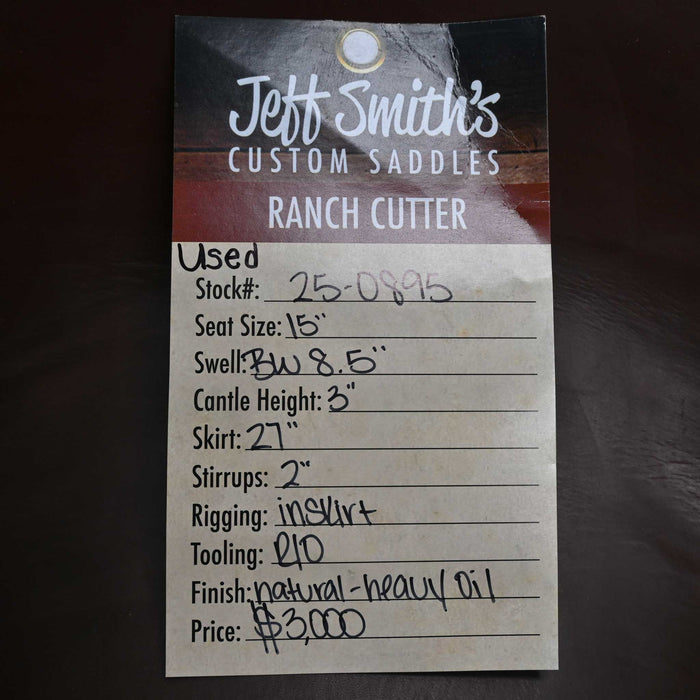 Jeff Smith's
CUSTOM SADDLES
RANCH CUTTER
Used
Stock#: 25-0895
Seat Size: 15"
Swell: BW 8.5"
Cantle Height: 3"
Skirt: 27"
Stirrups: 2"
Rigging: inskirt
Tooling: R/O
Finish: natural-heavy Oil
Price: $3,000